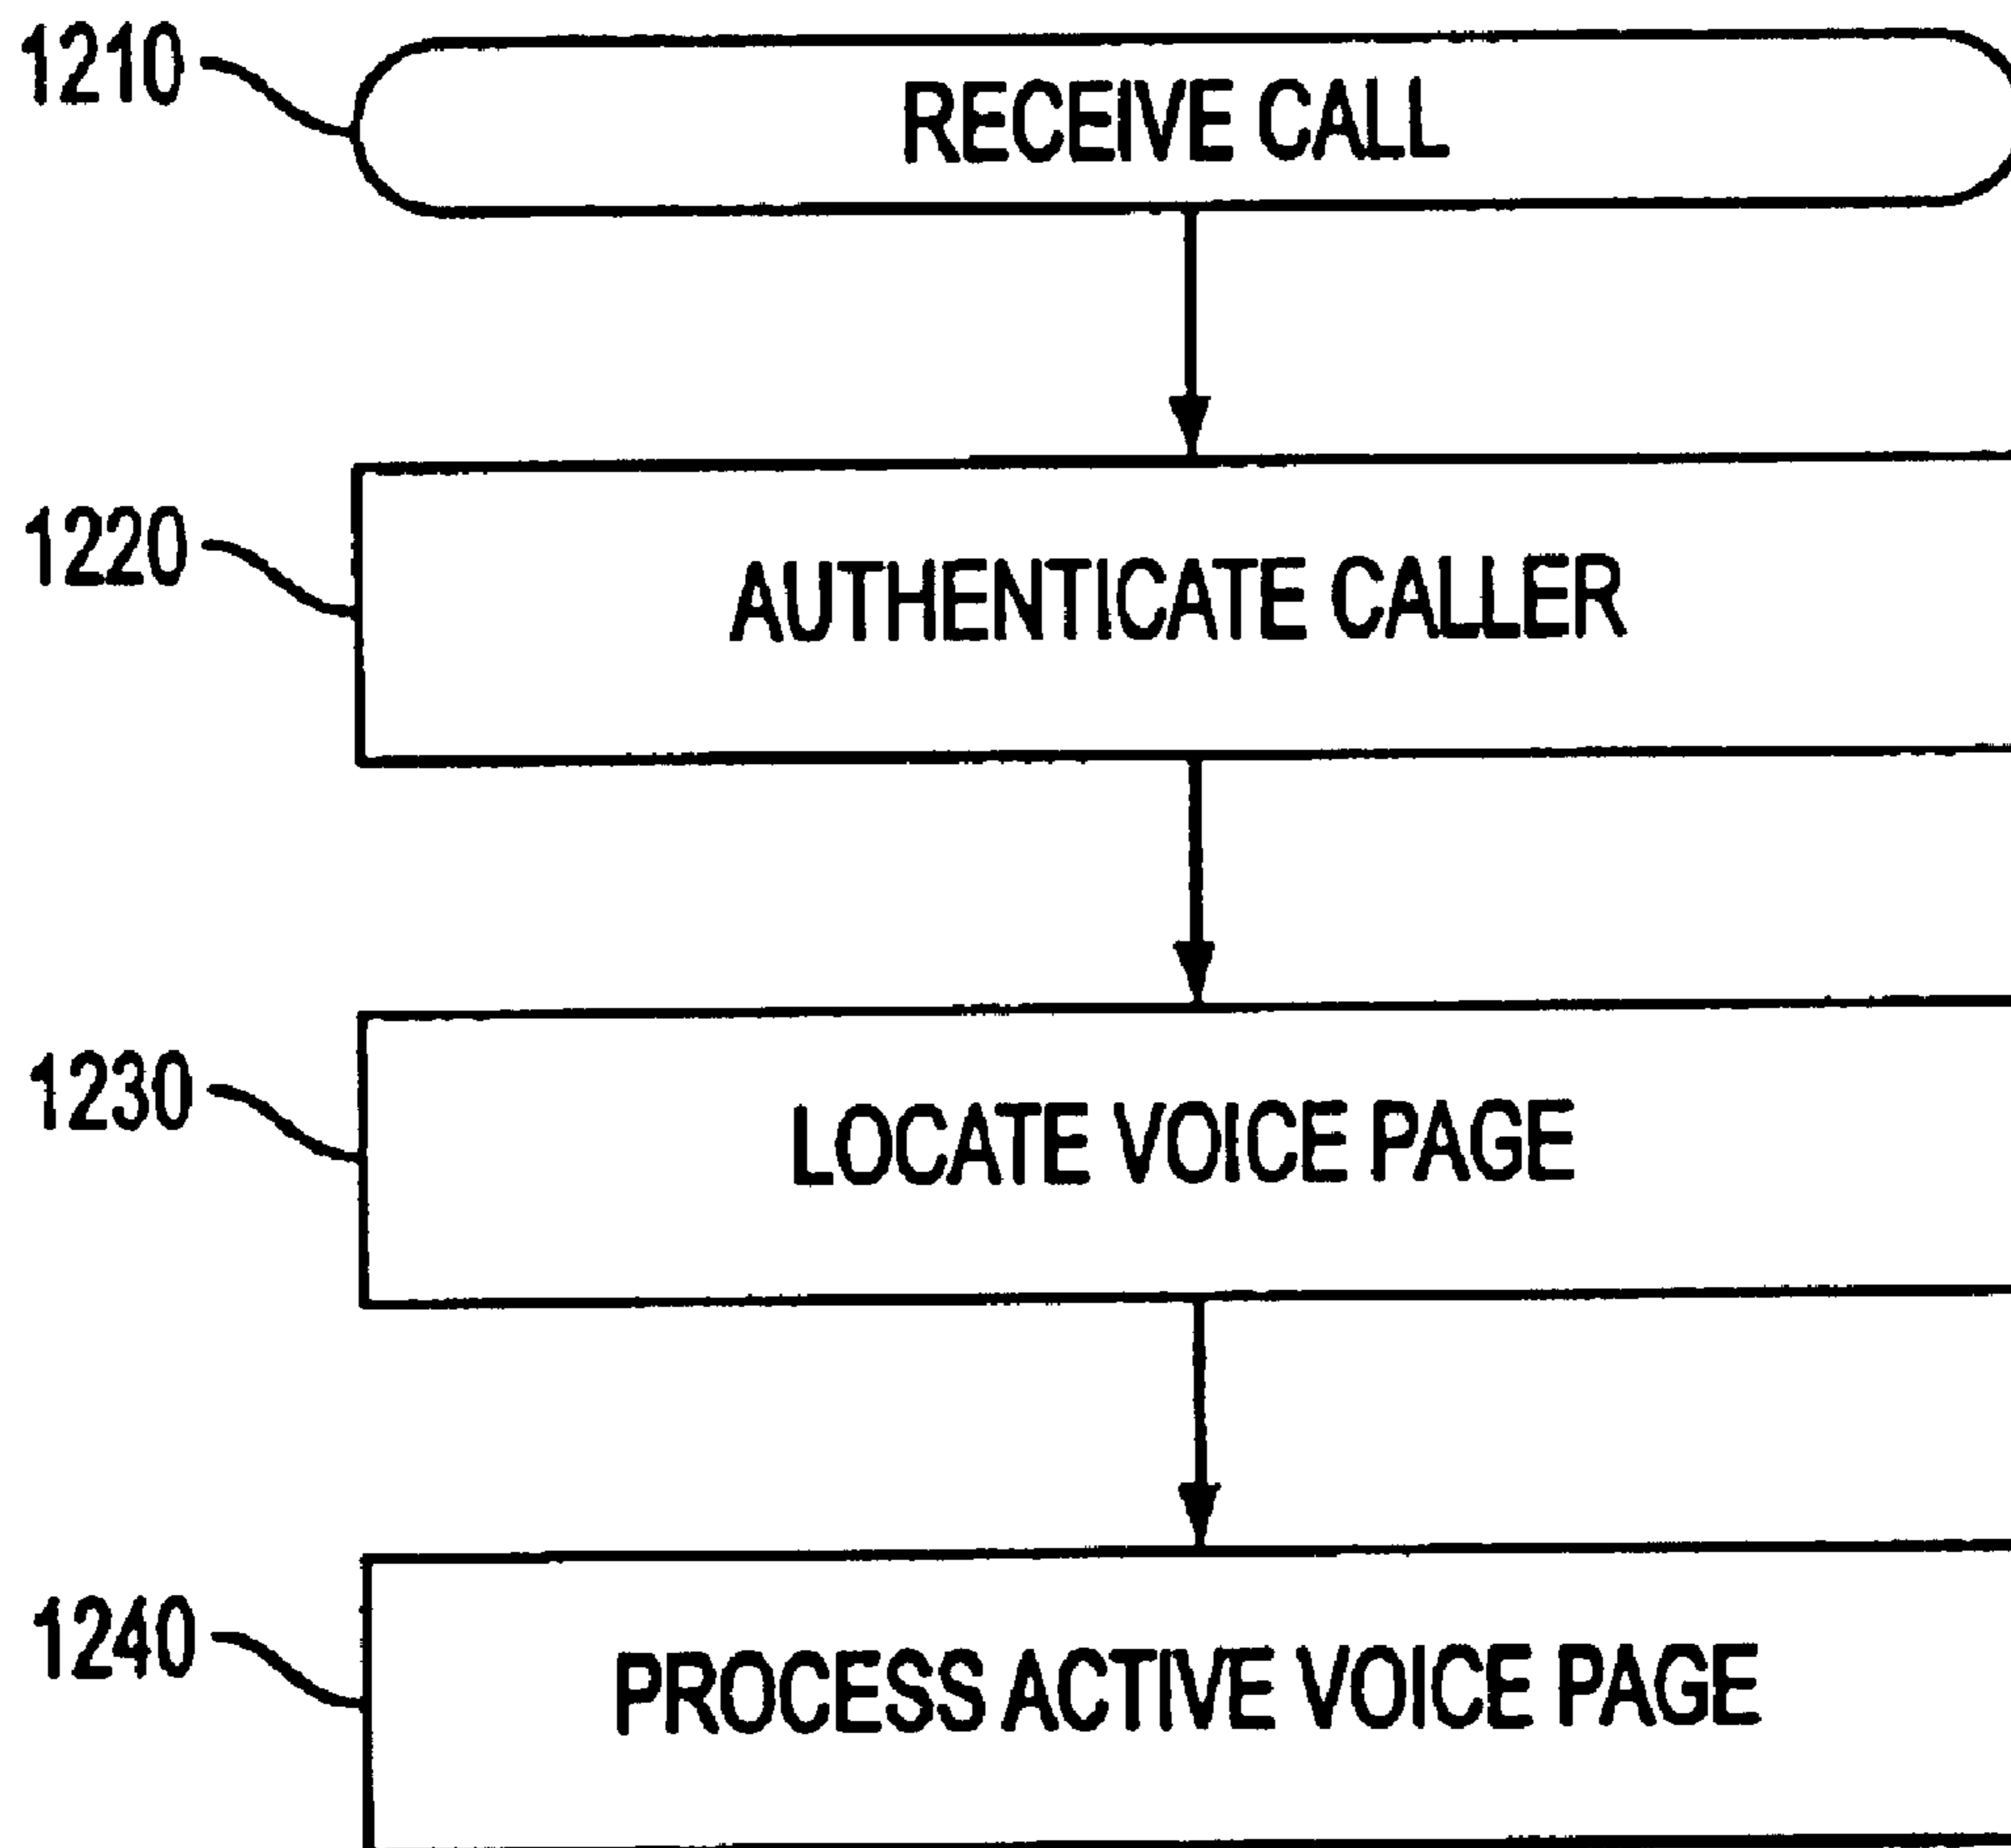 1210
RECEIVE CALL
1220
AUTHENTICATE CALLER
1230
LOCATE VOICE PAGE
1240
PROCESS ACTIVE VOICE PAGE